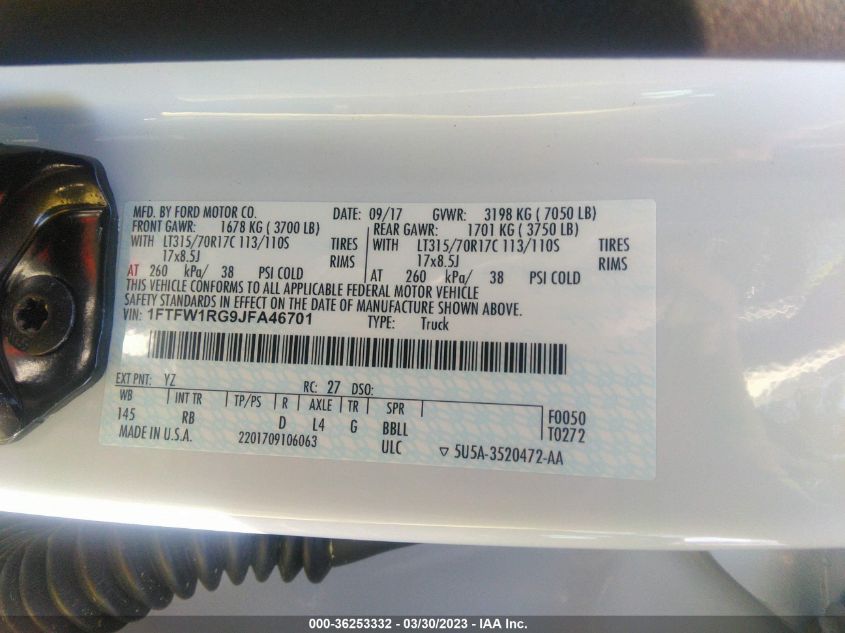 MFD. BY FORD MOTOR CO. DATE: 09/17 GVWR: 3198 KG ( 7050 LB)
FRONT GAWR: 1678 KG ( 3700 LB) REAR GAWR: 1701 KG ( 3750 LB)
WITH LT315/70R17C 113/110S TIRES WITH LT315/70R17C 113/110S TIRES
17x8.5J RIMS 17x8.5J RIMS
AT 260 kPa/ 38 PSI COLD AT 260 kPa/ 38 PSI COLD
THIS VEHICLE CONFORMS TO ALL APPLICABLE FEDERAL MOTOR VEHICLE
SAFETY STANDARDS IN EFFECT ON THE DATE OF MANUFACTURE SHOWN ABOVE.
VIN: 1FTFW1RG9JFA46701 TYPE: Truck
EXT PNT: YZ RC: 27 DSO:
WB INT TR TP/PS R AXLE TR SPR
145 RB D L4 G BBLL F0050
T0272
MADE IN U.S.A. 2201709106063 ULC ▽ 5U5A-3520472-AA
000-36253332 - 03/30/2023 - IAA Inc.